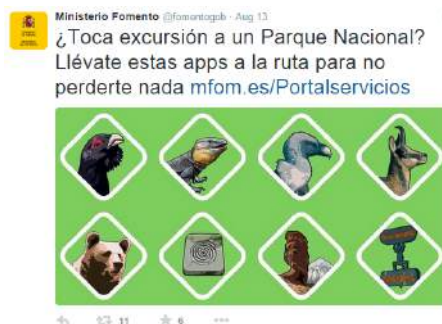 Ministerio Fomento @fomentogob · Aug 13
¿Toca excursión a un Parque Nacional?
Llévate estas apps a la ruta para no
perderte nada mfom.es/Portalservicios
11 6